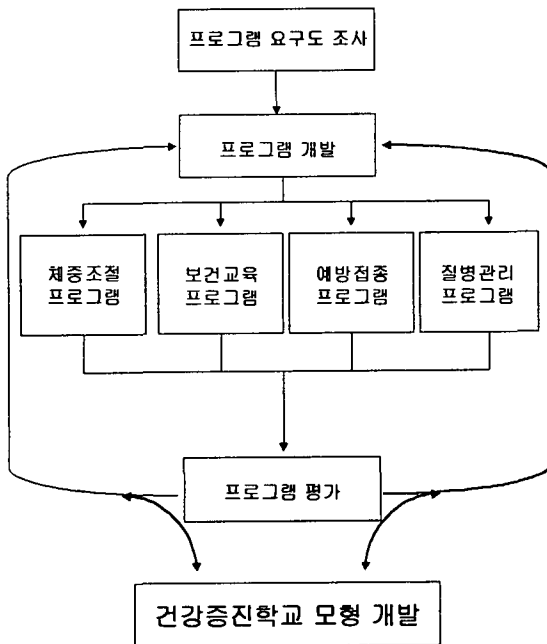 프로그램 요구도 조사
프로그램 개발
체중조절
프로그램
보건교육
프로그램
예방접종
프로그램
질병관리
프로그램
프로그램 평가
건강증진학교 모형 개발